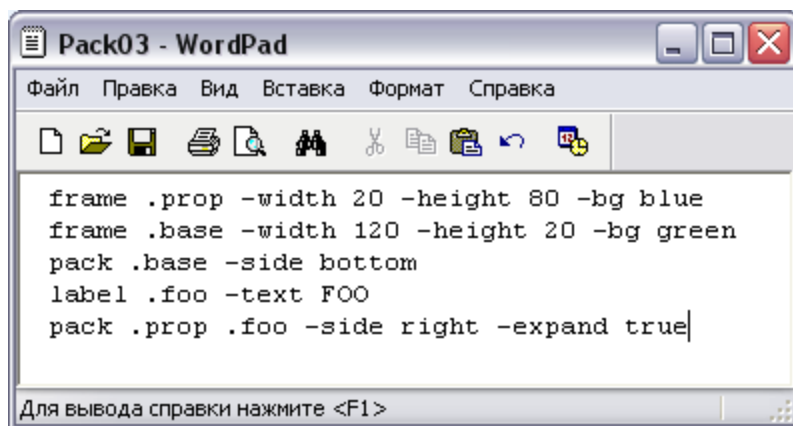 Pack03 - WordPad
Файл Правка Вид Вставка Формат Справка
frame .prop -width 20 -height 80 -bg blue
frame .base -width 120 -height 20 -bg green
pack .base -side bottom
label .foo -text FOO
pack .prop .foo -side right -expand true
Для вывода справки нажмите <F1>